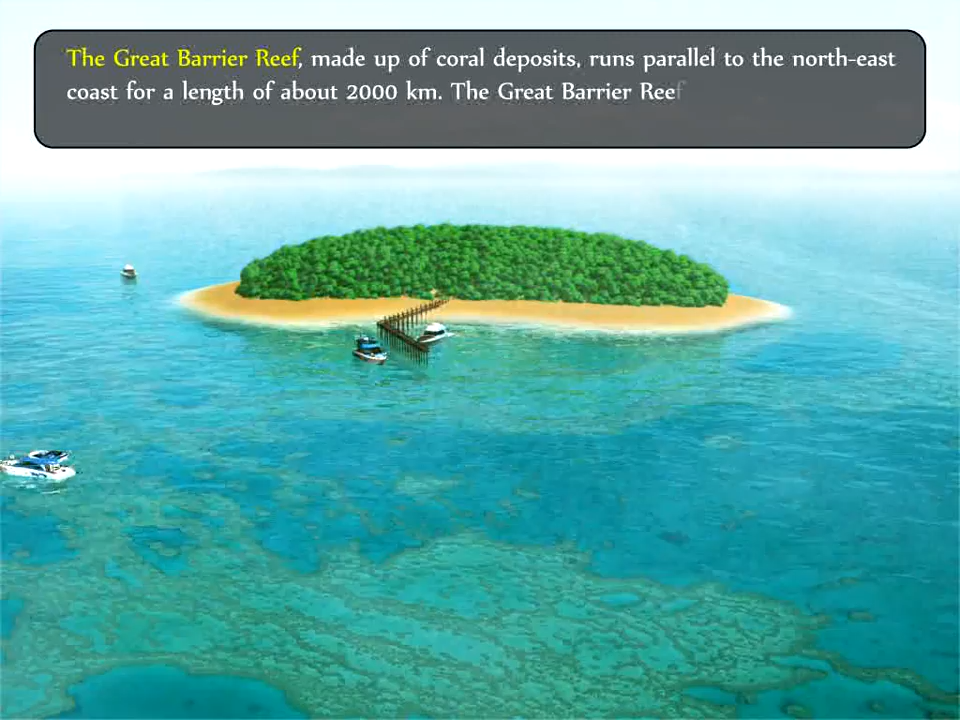 The Great Barrier Reef, made up of coral deposits, runs parallel to the north-east
coast for a length of about 2000 km. The Great Barrier Reef